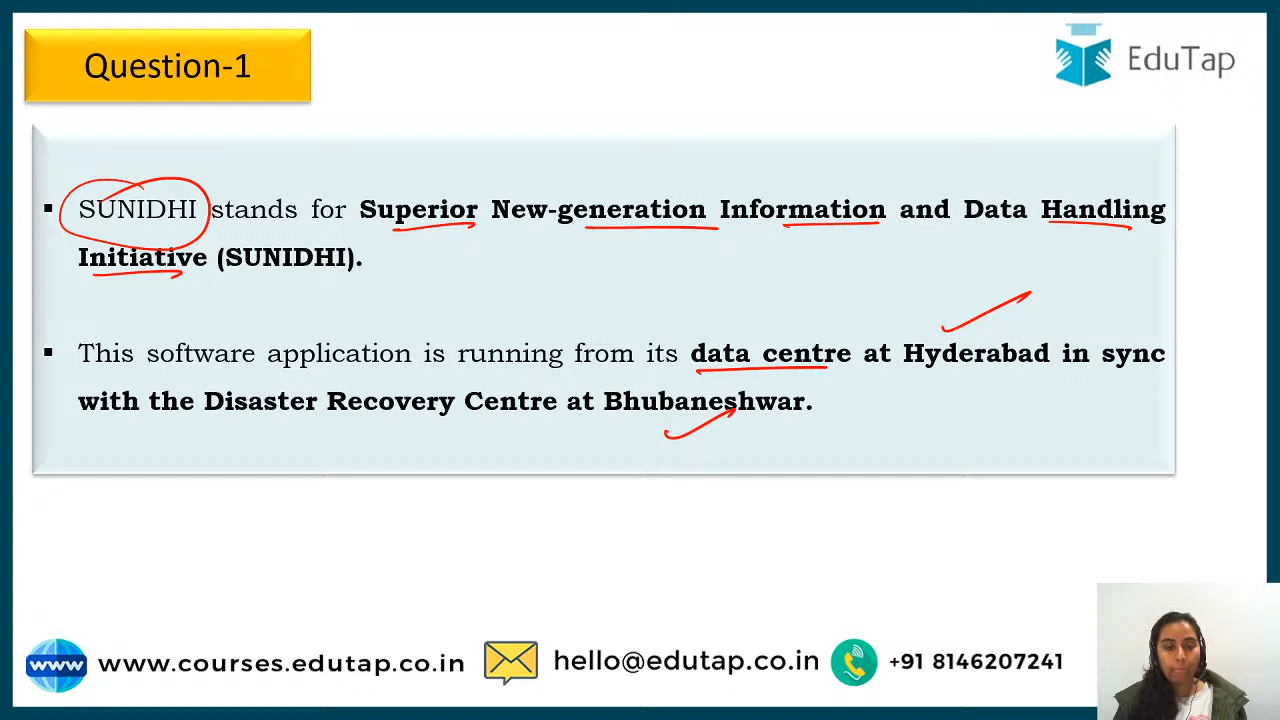 Question-1
EduTap
▪ SUNIDHI stands for Superior New-generation Information and Data Handling
Initiative (SUNIDHI).
▪ This software application is running from its data centre at Hyderabad in sync
with the Disaster Recovery Centre at Bhubaneshwar.
www www.courses.edutap.co.in hello@edutap.co.in +91 8146207241